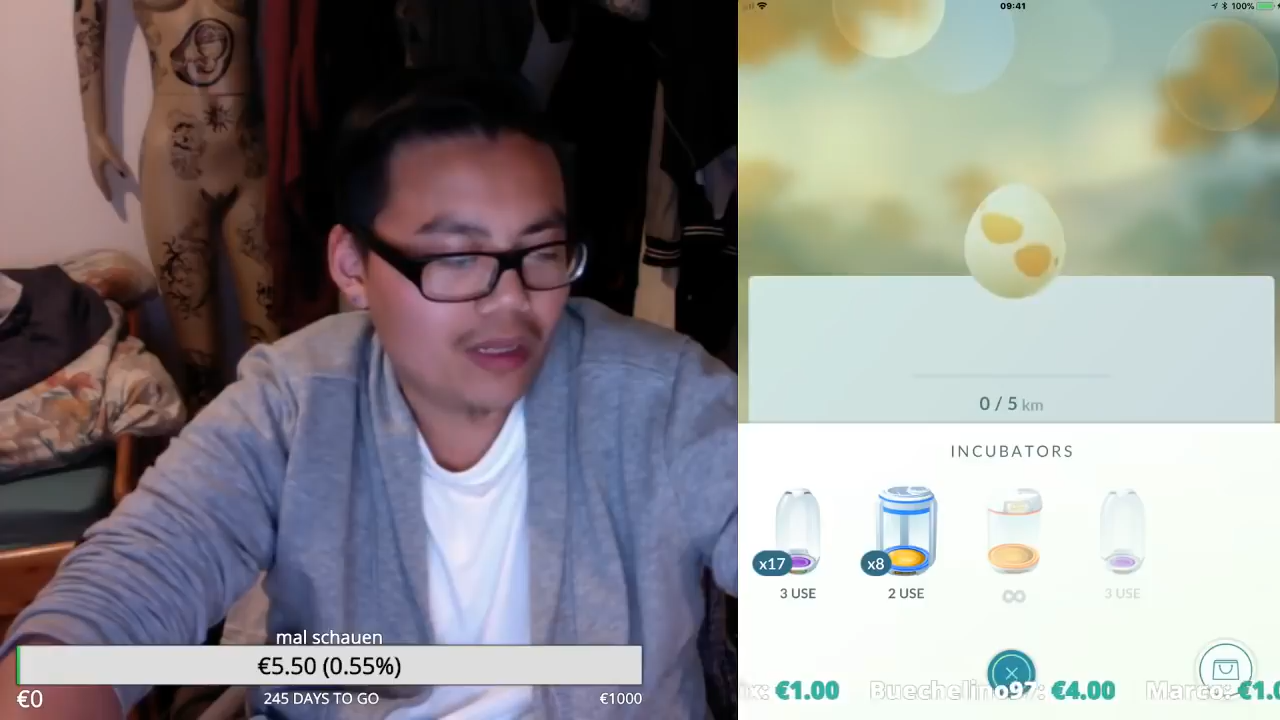 09:41
100%
0 / 5 km
INCUBATORS
x17
x8
3 USE
2 USE
∞
3 USE
mal schauen
€5.50 (0.55%)
€0
245 DAYS TO GO
€1000
€1.00 Buechelino97: €4.00 Marco: